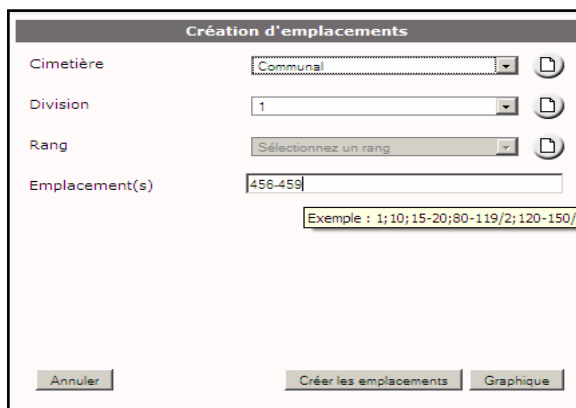 Création d'emplacements
Cimetière Communal
Division 1
Rang Sélectionnez un rang
Emplacement(s) 456-459
Exemple : 1;10;15-20;80-119/2;120-150/
Annuler Créer les emplacements Graphique